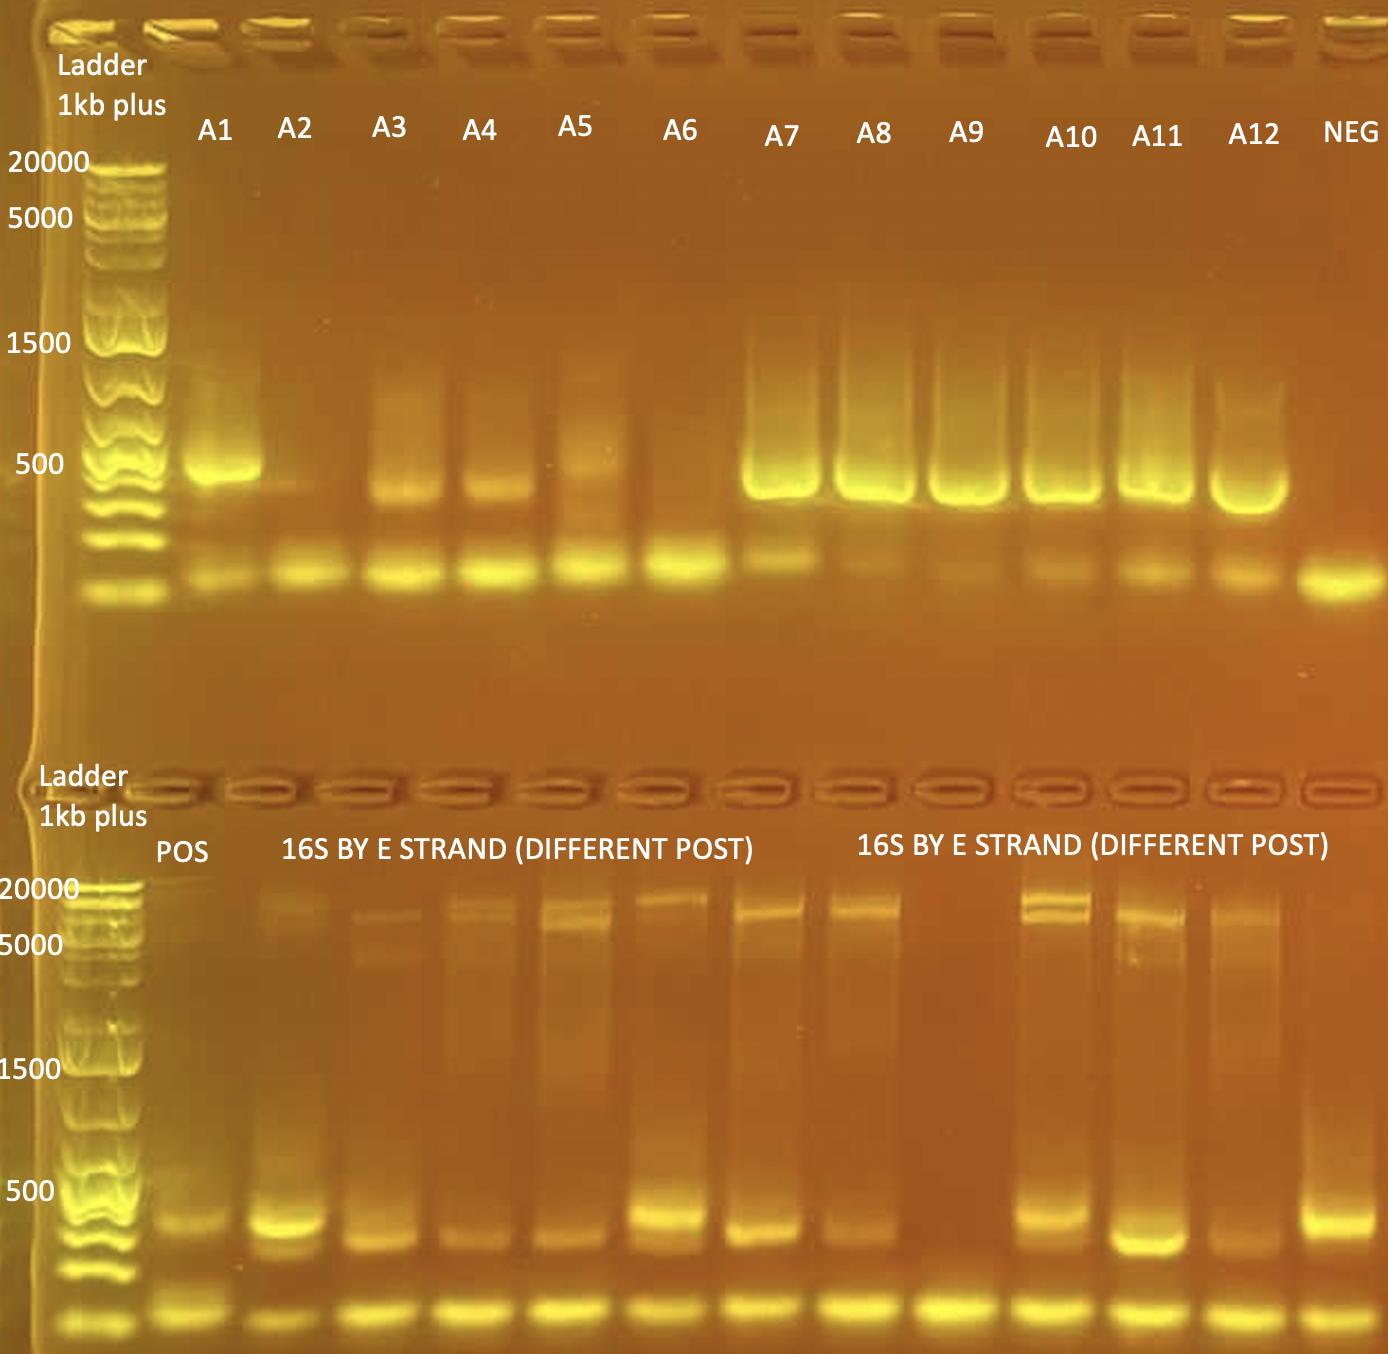 Ladder
1kb plus
A1 A2 A3 A4 A5 A6 A7 A8 A9 A10 A11 A12 NEG
20000
5000
1500
500
Ladder
1kb plus
POS 16S BY E STRAND (DIFFERENT POST) 16S BY E STRAND (DIFFERENT POST)
20000
5000
1500
500